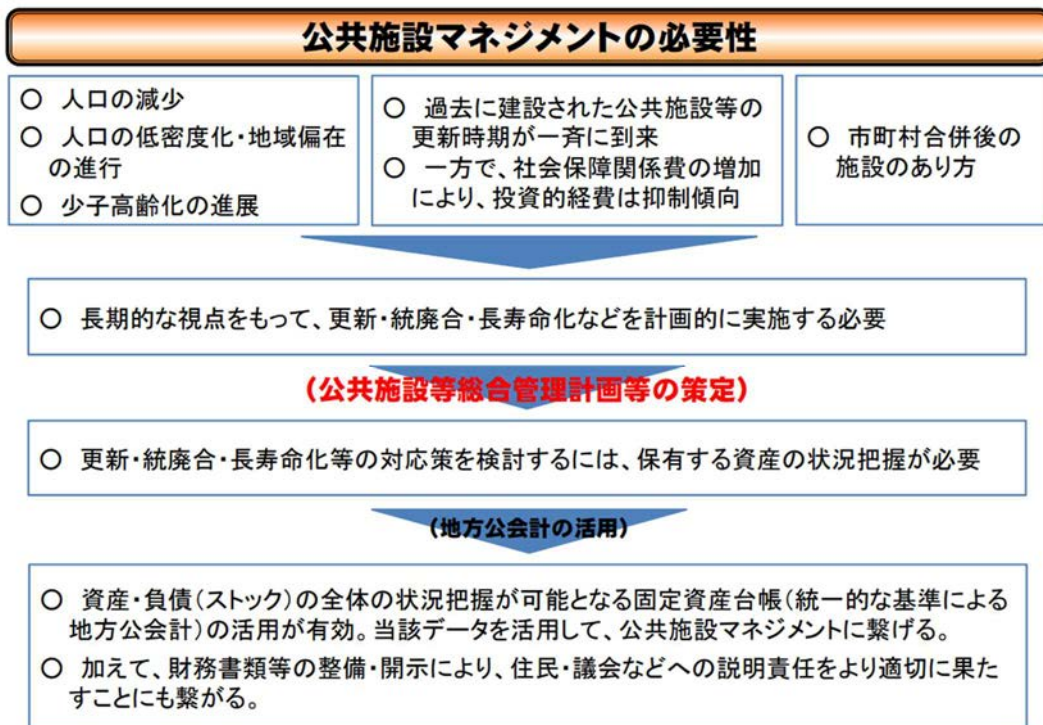 公共施設マネジメントの必要性
○ 人口の減少
○ 人口の低密度化・地域偏在
の進行
○ 少子高齢化の進展
○ 過去に建設された公共施設等の
更新時期が一斉に到来
○ 一方で、社会保障関係費の増加
により、投資的経費は抑制傾向
○ 市町村合併後の
施設のあり方
○ 長期的な視点をもって、更新・統廃合・長寿命化などを計画的に実施する必要
(公共施設等総合管理計画等の策定)
○ 更新・統廃合・長寿命化等の対応策を検討するには、保有する資産の状況把握が必要
(地方公会計の活用)
○ 資産・負債(ストック)の全体の状況把握が可能となる固定資産台帳(統一的な基準による
地方公会計)の活用が有効。当該データを活用して、公共施設マネジメントに繋げる。
○ 加えて、財務書類等の整備・開示により、住民・議会などへの説明責任をより適切に果た
すことにも繋がる。